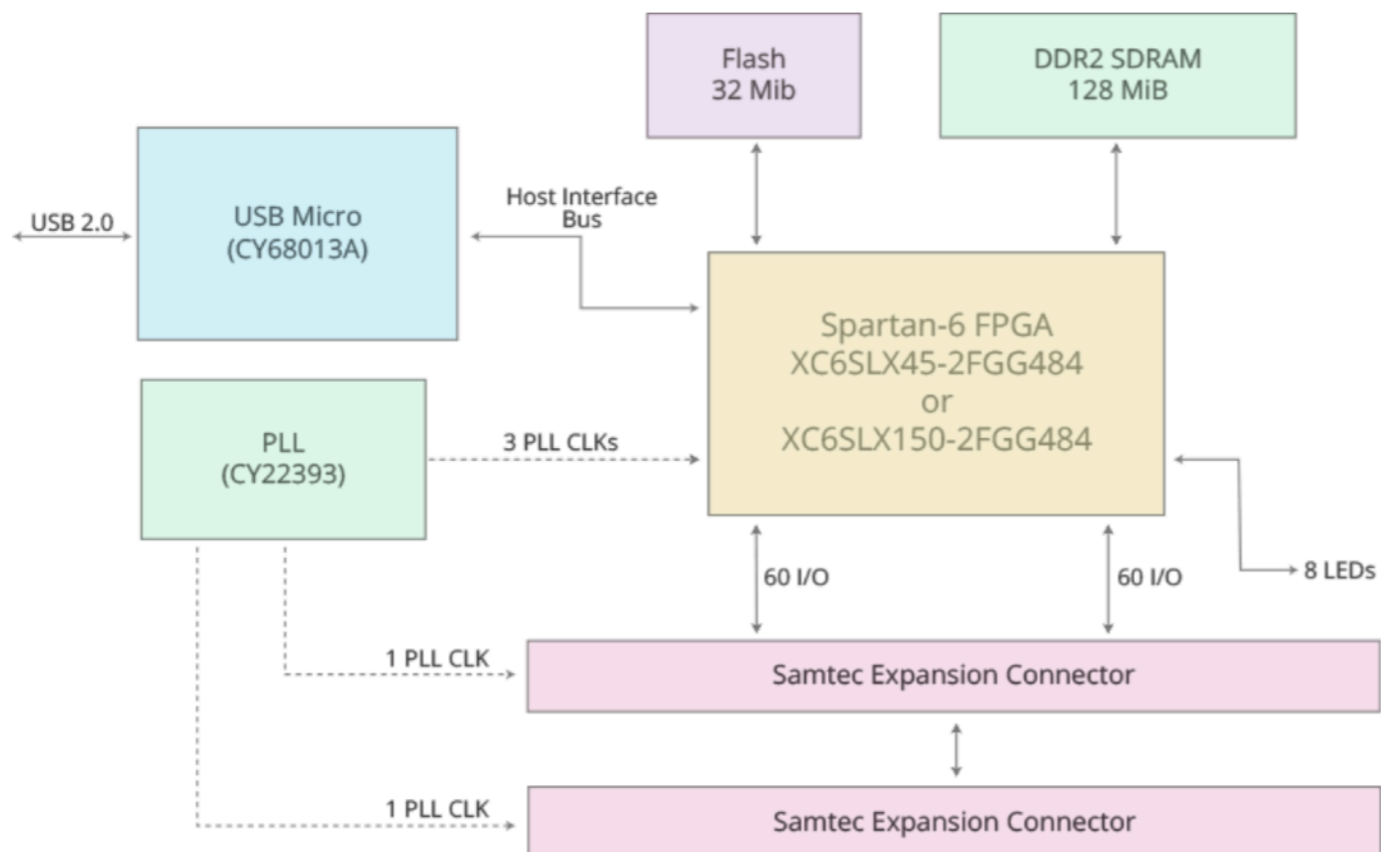 Flash
32 Mib
DDR2 SDRAM
128 MiB
USB 2.0
USB Micro
(CY68013A)
Host Interface
Bus
Spartan-6 FPGA
XC6SLX45-2FGG484
or
XC6SLX150-2FGG484
PLL
(CY22393)
3 PLL CLKs
60 I/O
60 I/O
8 LEDs
1 PLL CLK
Samtec Expansion Connector
1 PLL CLK
Samtec Expansion Connector